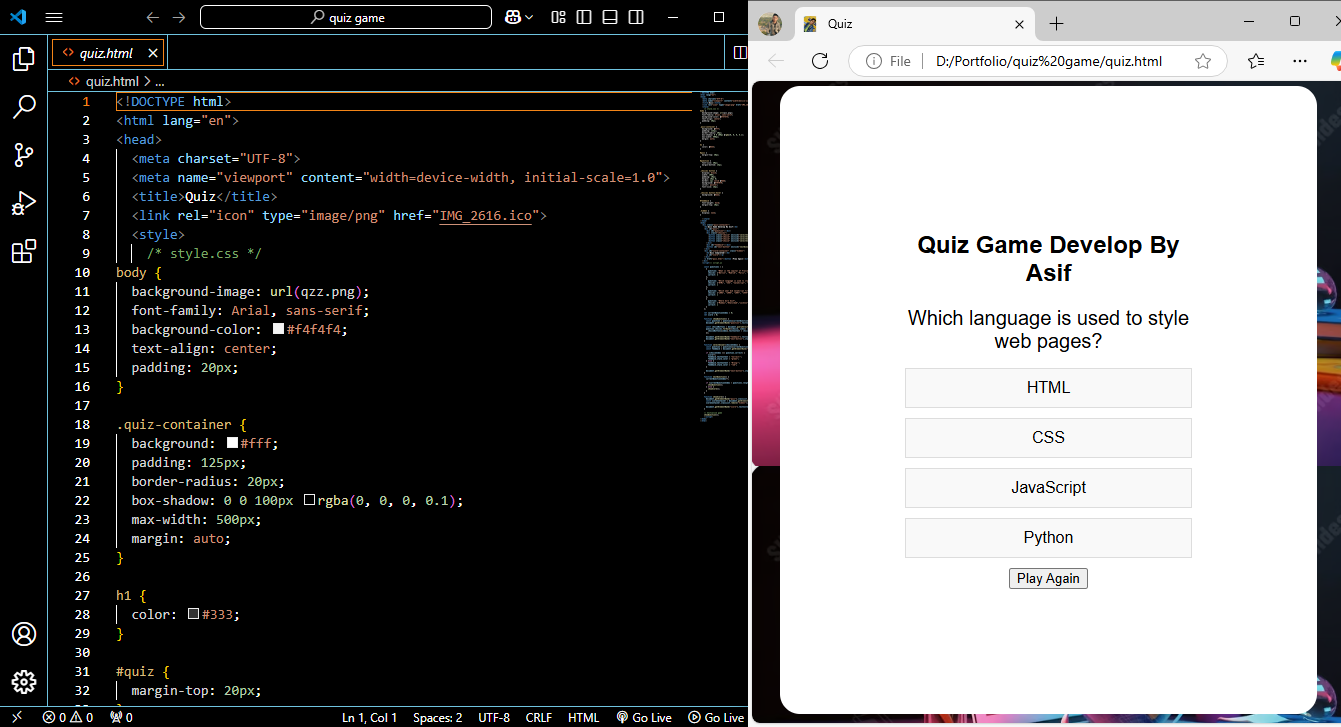 quiz game
quiz.html
quiz.html > ...
1 <!DOCTYPE html>
2 <html lang="en">
3 <head>
4 <meta charset="UTF-8">
5 <meta name="viewport" content="width=device-width, initial-scale=1.0">
6 <title>Quiz</title>
7 <link rel="icon" type="image/png" href="IMG_2616.ico">
8 <style>
9 /* style.css */
10 body {
11 background-image: url(qzz.png);
12 font-family: Arial, sans-serif;
13 background-color: #f4f4f4;
14 text-align: center;
15 padding: 20px;
16 }
17
18 .quiz-container {
19 background: #fff;
20 padding: 125px;
21 border-radius: 20px;
22 box-shadow: 0 0 100px rgba(0, 0, 0, 0.1);
23 max-width: 500px;
24 margin: auto;
25 }
26
27 h1 {
28 color: #333;
29 }
30
31 #quiz {
32 margin-top: 20px;
0 0 0 Ln 1, Col 1 Spaces: 2 UTF-8 CRLF HTML Go Live Go Live
Quiz
File D:/Portfolio/quiz%20game/quiz.html
Quiz Game Develop By
Asif
Which language is used to style
web pages?
HTML
CSS
JavaScript
Python
Play Again